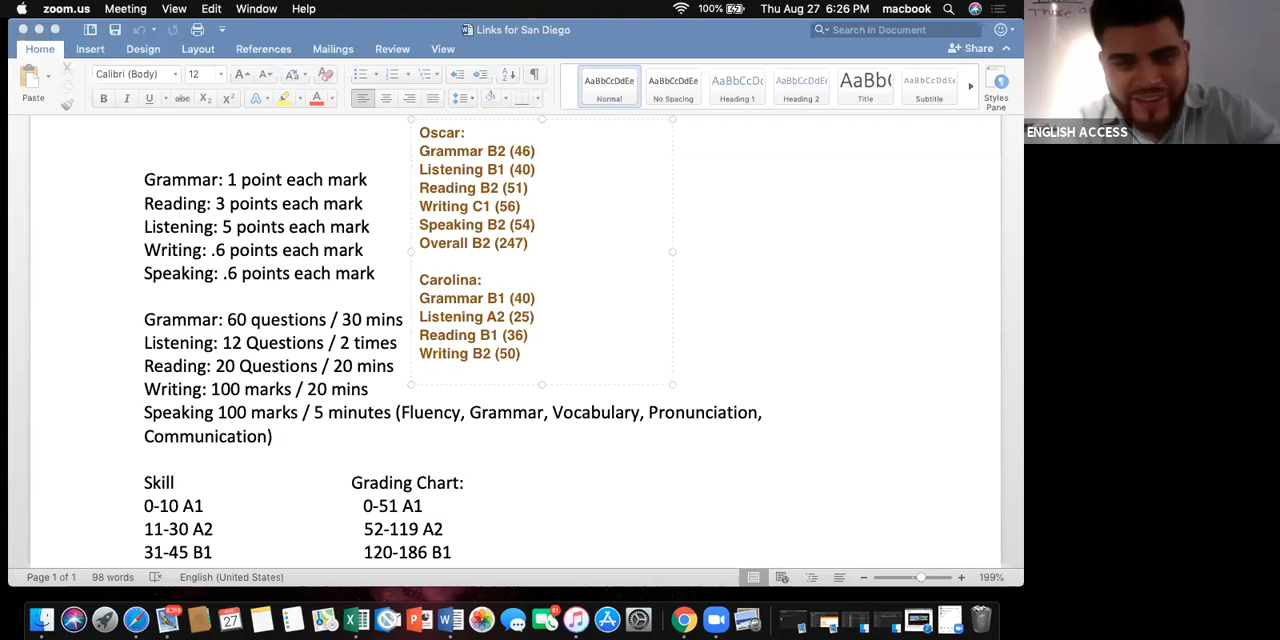 zoom.us Meeting View Edit Window Help 100% Thu Aug 27 6:26 PM macbook
Links for San Diego
Search in Document
Home Insert Design Layout References Mailings Review View
Share
Paste
Calibri (Body) 12
AaBbCcDdEe AaBbCcDdEe AaBbCcDc AaBbCcDdEe AaBb( AaBbCcDdEe
Normal No Spacing Heading 1 Heading 2 Title Subtitle
Styles Pane
ENGLISH ACCESS
Grammar: 1 point each mark
Reading: 3 points each mark
Listening: 5 points each mark
Writing: .6 points each mark
Speaking: .6 points each mark
Grammar: 60 questions / 30 mins
Listening: 12 Questions / 2 times
Reading: 20 Questions / 20 mins
Writing: 100 marks / 20 mins
Speaking 100 marks / 5 minutes (Fluency, Grammar, Vocabulary, Pronunciation,
Communication)
Oscar:
Grammar B2 (46)
Listening B1 (40)
Reading B2 (51)
Writing C1 (56)
Speaking B2 (54)
Overall B2 (247)
Carolina:
Grammar B1 (40)
Listening A2 (25)
Reading B1 (36)
Writing B2 (50)
Skill Grading Chart:
0-10 A1 0-51 A1
11-30 A2 52-119 A2
31-45 B1 120-186 B1
Page 1 of 1 98 words English (United States) 199%